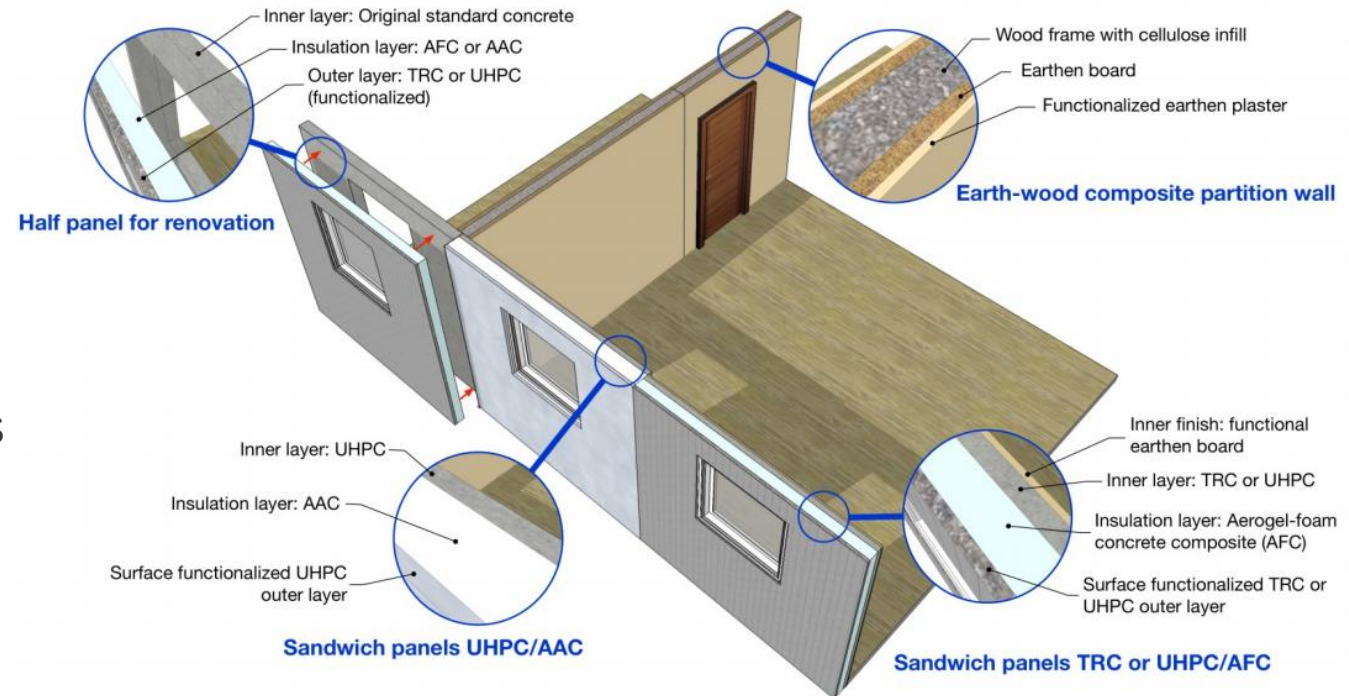 Inner layer: Original standard concrete
Insulation layer: AFC or AAC
Outer layer: TRC or UHPC
(functionalized)
Half panel for renovation
Wood frame with cellulose infill
Earthen board
Functionalized earthen plaster
Earth-wood composite partition wall
s
Inner layer: UHPC
Insulation layer: AAC
Surface functionalized UHPC
outer layer
Sandwich panels UHPC/AAC
Inner finish: functional
earthen board
Inner layer: TRC or UHPC
Insulation layer: Aerogel-foam
concrete composite (AFC)
Surface functionalized TRC or
UHPC outer layer
Sandwich panels TRC or UHPC/AFC